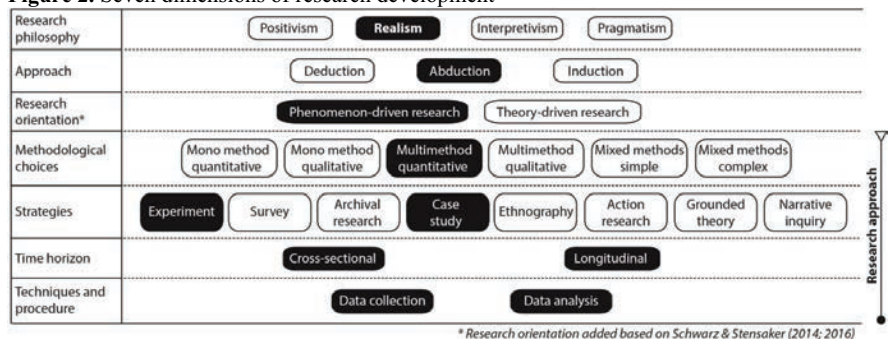 Figure 2. Seven dimensions of research development
Research philosophy
Positivism
Realism
Interpretivism
Pragmatism
Approach
Deduction
Abduction
Induction
Research orientation*
Phenomenon-driven research
Theory-driven research
Methodological choices
Mono method quantitative
Mono method qualitative
Multimethod quantitative
Multimethod qualitative
Mixed methods simple
Mixed methods complex
Strategies
Experiment
Survey
Archival research
Case study
Ethnography
Action research
Grounded theory
Narrative inquiry
Time horizon
Cross-sectional
Longitudinal
Techniques and procedure
Data collection
Data analysis
Research approach
* Research orientation added based on Schwarz & Stensaker (2014; 2016)